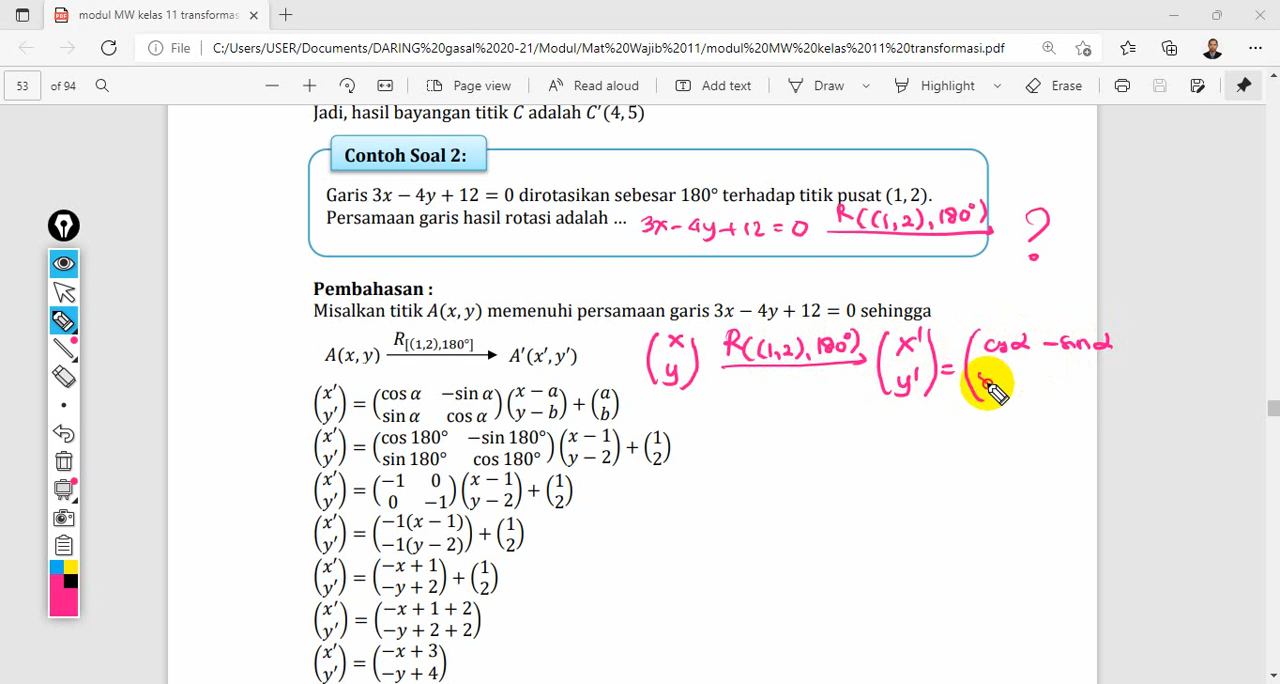 modul MW kelas 11 transformas
File C:/Users/USER/Documents/DARING%20gasal%202020-21/Modul/Mat%20Wajib%2011/modul%20MW%20kelas%2011%20transformasi.pdf
53 of 94 Page view Read aloud Add text Draw Highlight Erase
Jadi, hasil bayangan titik C adalah C′(4, 5)
Contoh Soal 2:
Garis 3x − 4y + 12 = 0 dirotasikan sebesar 180° terhadap titik pusat (1, 2).
Persamaan garis hasil rotasi adalah ... 3x - 4y + 12 = 0 R((1,2),180°) ?
Pembahasan :
Misalkan titik A(x, y) memenuhi persamaan garis 3x − 4y + 12 = 0 sehingga
A(x, y) R[(1,2),180°] A′(x′, y′)
(x y) R((1,2),180°) (x' y') = (cos α -sin α
(x′ y′) = (cos α −sin α sin α cos α)(x − a y − b) + (a b)
(x′ y′) = (cos 180° −sin 180° sin 180° cos 180°)(x − 1 y − 2) + (1 2)
(x′ y′) = (−1 0 0 −1)(x − 1 y − 2) + (1 2)
(x′ y′) = (−1(x − 1) −1(y − 2)) + (1 2)
(x′ y′) = (−x + 1 −y + 2) + (1 2)
(x′ y′) = (−x + 1 + 2 −y + 2 + 2)
(x′ y′) = (−x + 3 −y + 4)